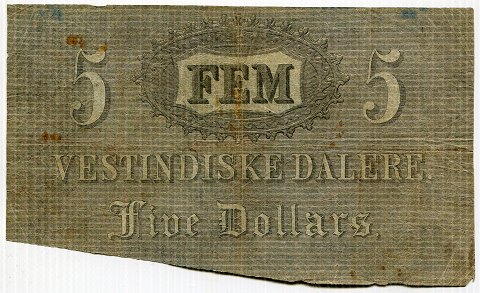 5 FEM 5
VESTINDISKE DALERE.
Five Dollars.